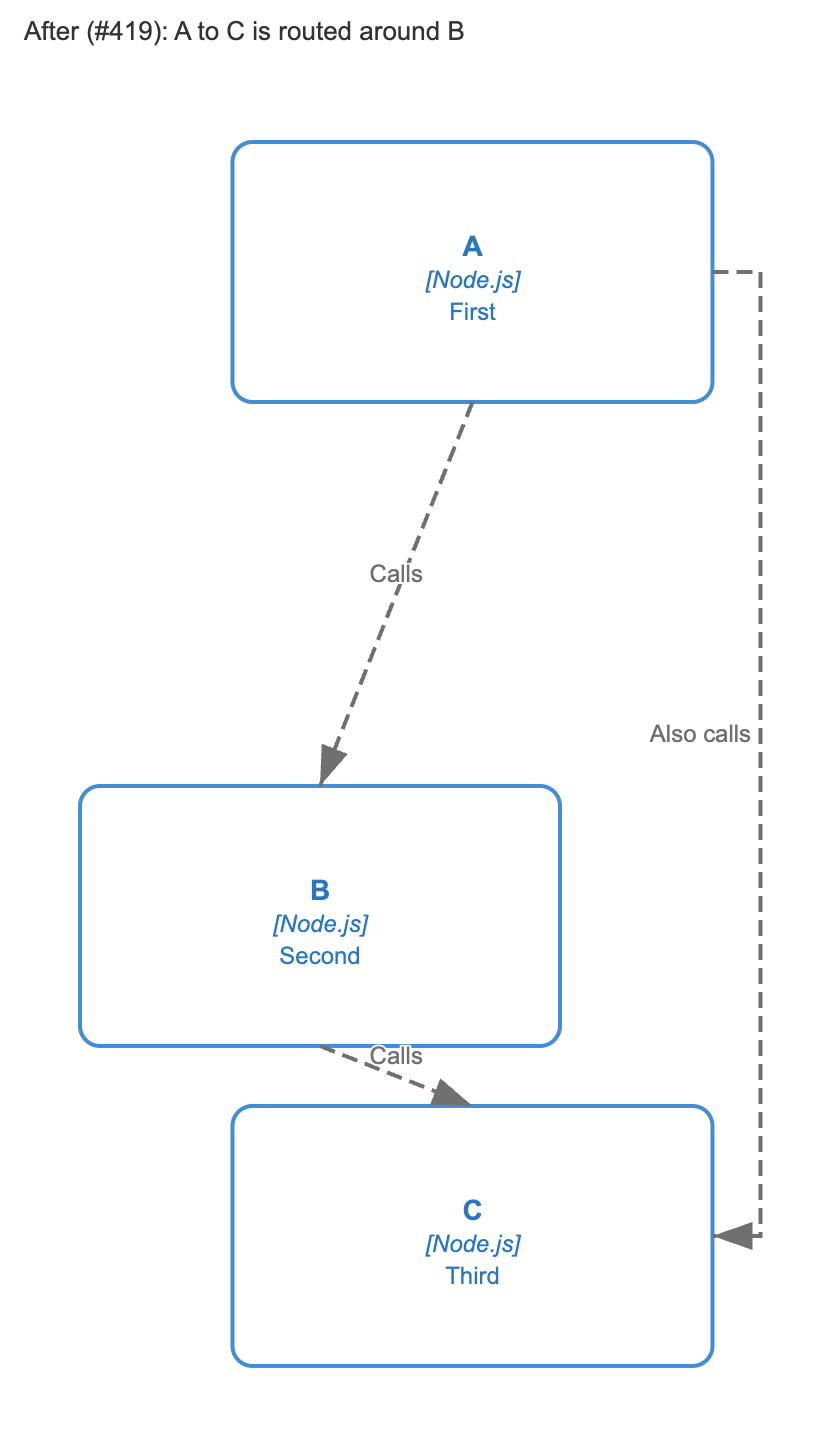 After (#419): A to C is routed around B
A
[Node.js]
First
Calls
Also calls
B
[Node.js]
Second
Calls
C
[Node.js]
Third